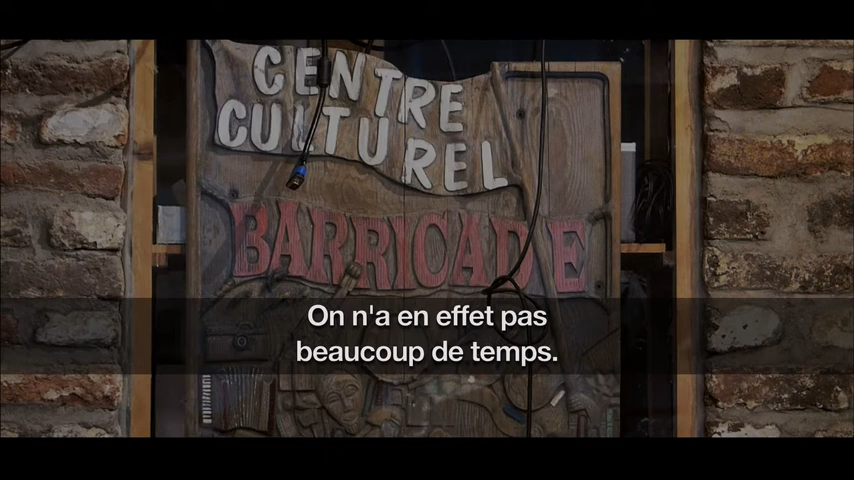 CENTRE
CULTUREL
BARRICADE
On n'a en effet pas
beaucoup de temps.